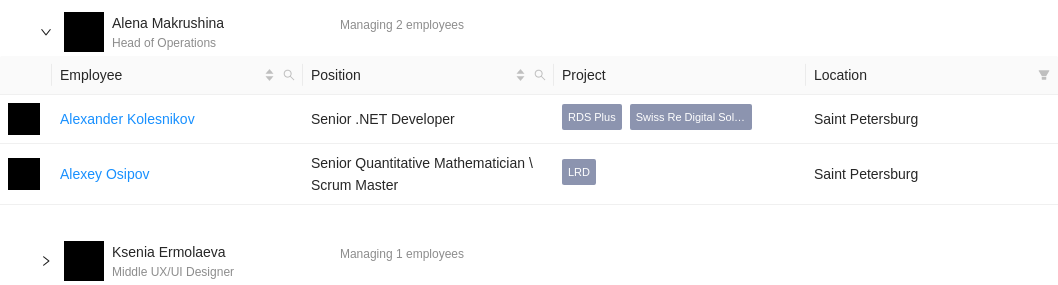 Alena Makrushina
Managing 2 employees
Head of Operations
Employee Position Project Location
Alexander Kolesnikov Senior .NET Developer RDS Plus Swiss Re Digital Sol… Saint Petersburg
Senior Quantitative Mathematician \
Alexey Osipov LRD Saint Petersburg
Scrum Master
Ksenia Ermolaeva
Managing 1 employees
Middle UX/UI Designer